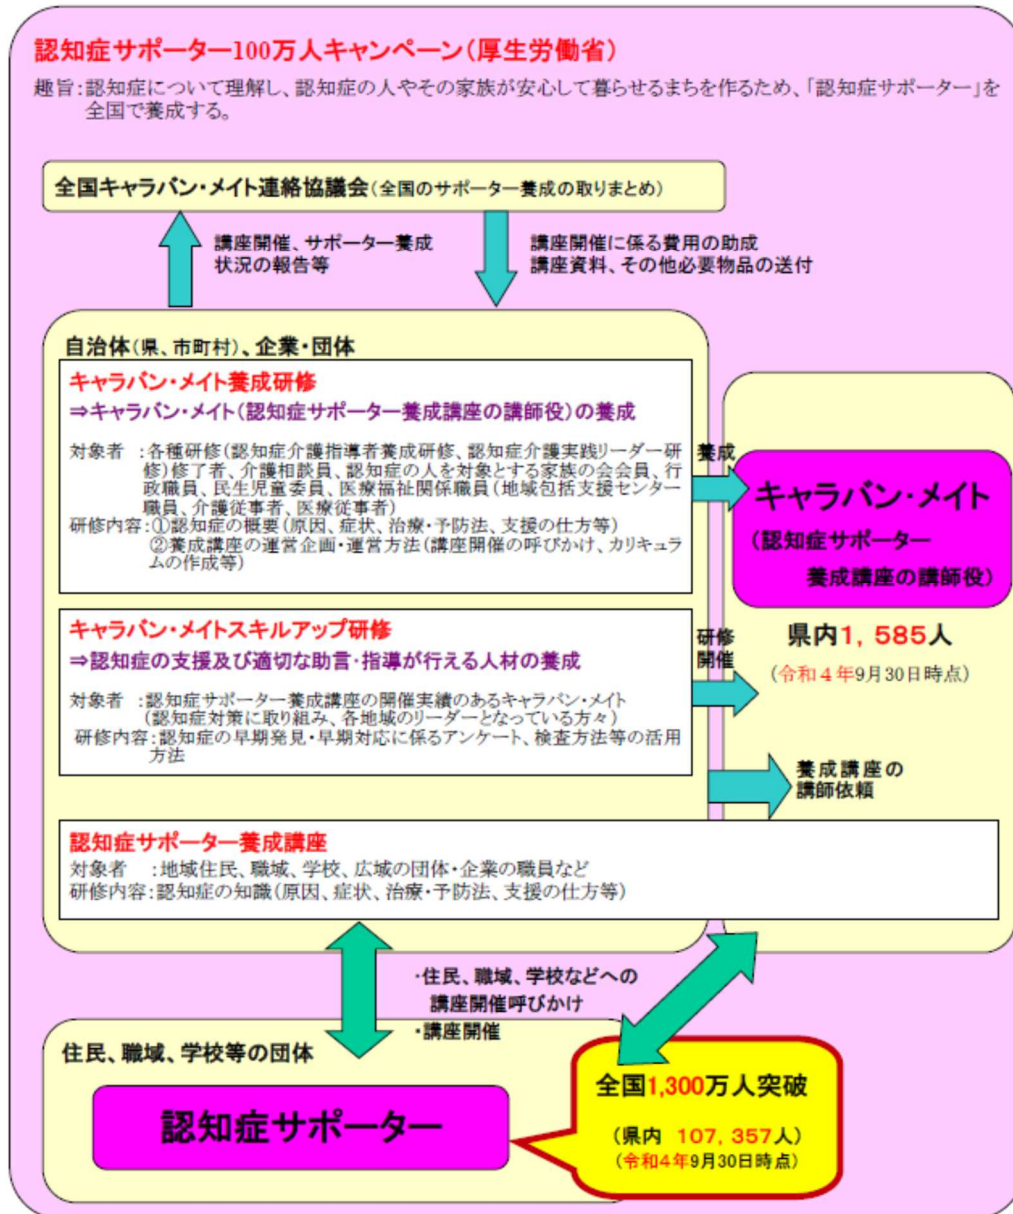 認知症サポーター100万人キャンペーン(厚生労働省)
趣旨:認知症について理解し、認知症の人やその家族が安心して暮らせるまちを作るため、「認知症サポーター」を
全国で養成する。
全国キャラバン・メイト連絡協議会(全国のサポーター養成の取りまとめ)
講座開催、サポーター養成
状況の報告等
講座開催に係る費用の助成
講座資料、その他必要物品の送付
自治体(県、市町村)、企業・団体
キャラバン・メイト養成研修
⇒キャラバン・メイト(認知症サポーター養成講座の講師役)の養成
対象者 :各種研修(認知症介護指導者養成研修、認知症介護実践リーダー研
修)修了者、介護相談員、認知症の人を対象とする家族の会会員、行
政職員、民生児童委員、医療福祉関係職員(地域包括支援センター
職員、介護従事者、医療従事者)
研修内容:①認知症の概要(原因、症状、治療・予防法、支援の仕方等)
②養成講座の運営企画・運営方法(講座開催の呼びかけ、カリキュラ
ムの作成等)
養成
キャラバン・メイト
(認知症サポーター
養成講座の講師役)
県内1,585人
(令和4年9月30日時点)
キャラバン・メイトスキルアップ研修
⇒認知症の支援及び適切な助言・指導が行える人材の養成
対象者 :認知症サポーター養成講座の開催実績のあるキャラバン・メイト
(認知症対策に取り組み、各地域のリーダーとなっている方々)
研修内容:認知症の早期発見・早期対応に係るアンケート、検査方法等の活用
方法
研修
開催
養成講座の
講師依頼
認知症サポーター養成講座
対象者 :地域住民、職域、学校、広域の団体・企業の職員など
研修内容:認知症の知識(原因、症状、治療・予防法、支援の仕方等)
・住民、職域、学校などへの
講座開催呼びかけ
・講座開催
住民、職域、学校等の団体
認知症サポーター
全国1,300万人突破
(県内 107,357人)
(令和4年9月30日時点)